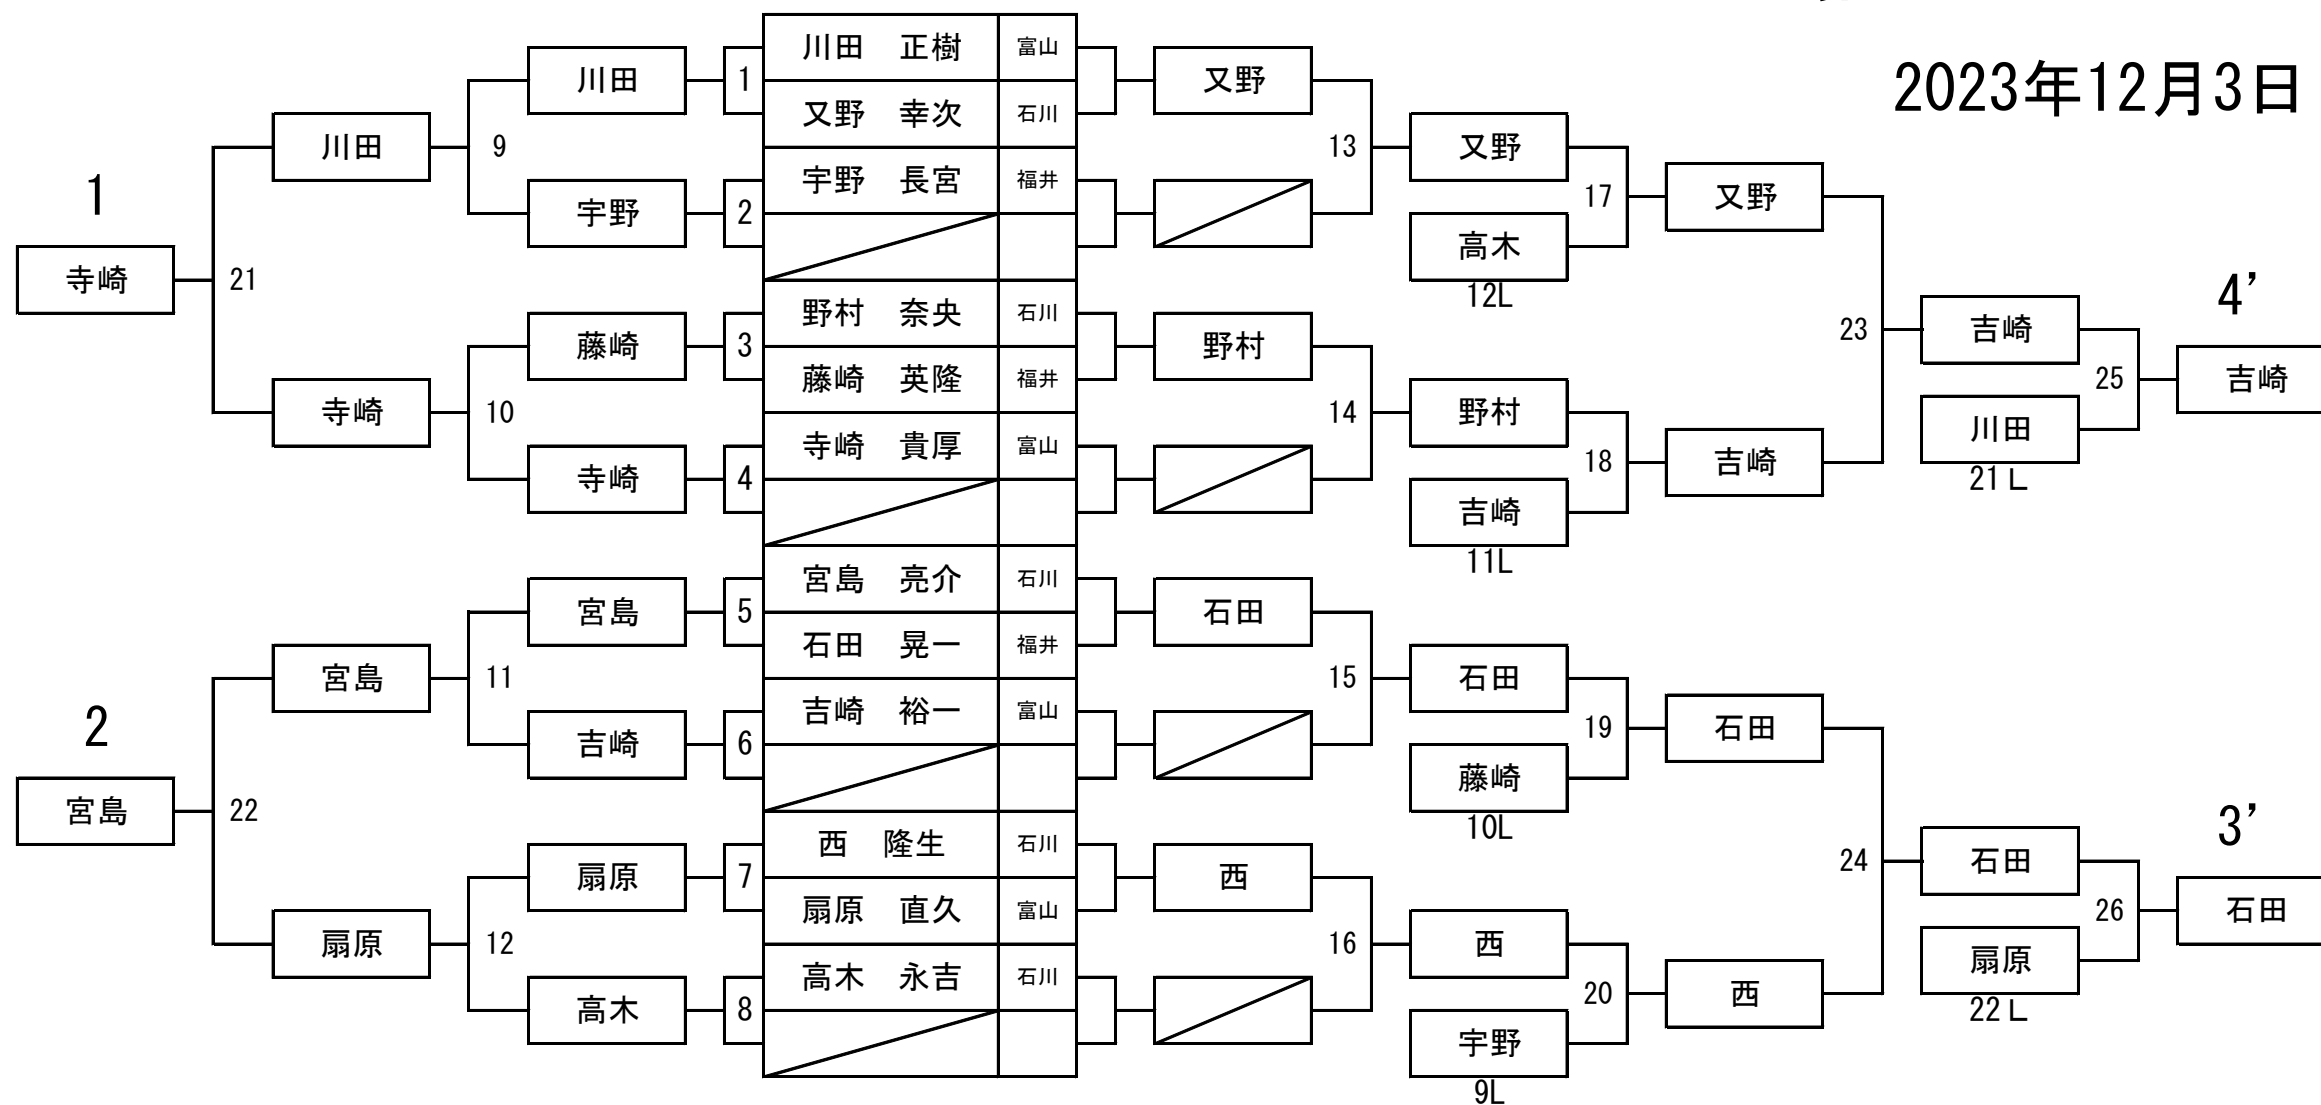 2023年12月3日
川田 正樹 富山
川田 1 又野
又野 幸次 石川
川田 9 13 又野
宇野 長宮 福井
1 宇野 2 17 又野
高木
寺崎 21 12L
野村 奈央 石川 4’
藤崎 3 野村 23 吉崎
藤崎 英隆 福井 25 吉崎
寺崎 10 14 野村
川田
寺崎 貴厚 富山
寺崎 4 18 吉崎 21L
吉崎
11L
宮島 亮介 石川
宮島 5 石田
石田 晃一 福井
宮島 11 15 石田
吉崎 裕一 富山
2 吉崎 6 19 石田
藤崎
宮島 22 10L
西 隆生 石川 3’
扇原 7 西 24 石田
扇原 直久 富山 26 石田
扇原 12 16 西
扇原
高木 永吉 石川
高木 8 20 西 22L
宇野
9L